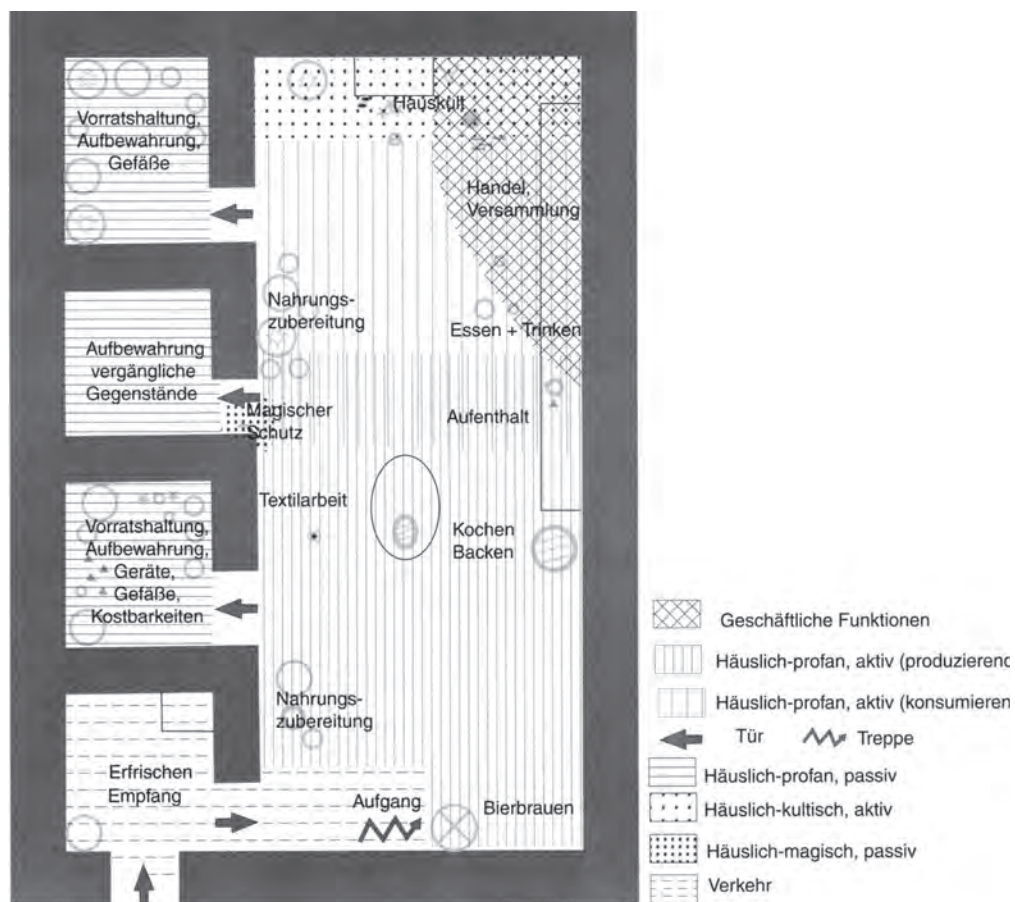 Vorratshaltung,
Aufbewahrung,
Gefäße
Hauskult
Handel,
Versammlung
Nahrungs-
zubereitung
Essen + Trinken
Aufbewahrung
vergängliche
Gegenstände
Magischer
Schutz
Aufenthalt
Textilarbeit
Kochen
Backen
Vorratshaltung,
Aufbewahrung,
Geräte,
Gefäße,
Kostbarkeiten
Nahrungs-
zubereitung
Erfrischen
Empfang
Aufgang
Bierbrauen
Geschäftliche Funktionen
Häuslich-profan, aktiv (produzierend
Häuslich-profan, aktiv (konsumieren
Tür Treppe
Häuslich-profan, passiv
Häuslich-kultisch, aktiv
Häuslich-magisch, passiv
Verkehr